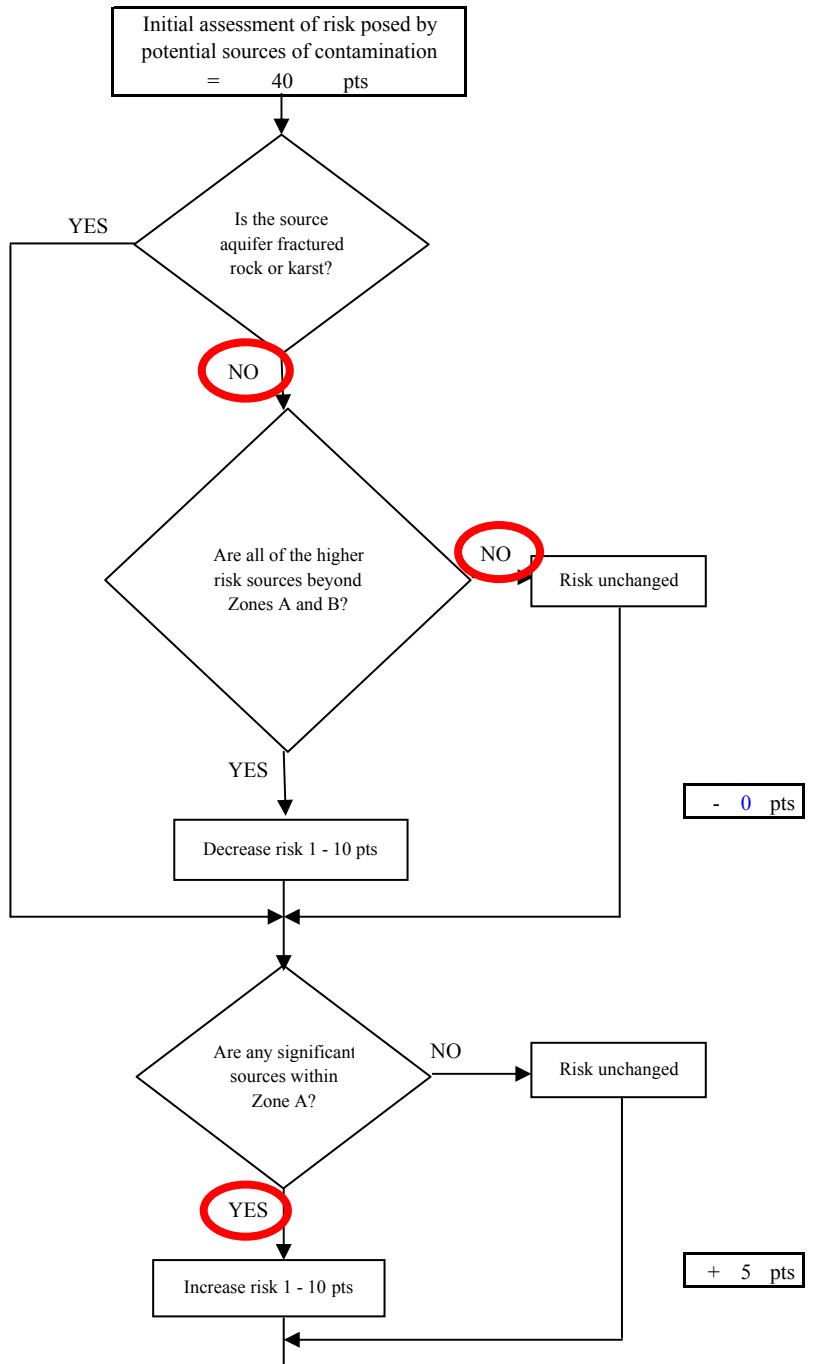 Initial assessment of risk posed by
potential sources of contamination
= 40 pts
YES
Is the source
aquifer fractured
rock or karst?
NO
Are all of the higher
risk sources beyond
Zones A and B?
NO
Risk unchanged
YES
- 0 pts
Decrease risk 1 - 10 pts
Are any significant
sources within
Zone A?
NO
Risk unchanged
YES
Increase risk 1 - 10 pts
+ 5 pts